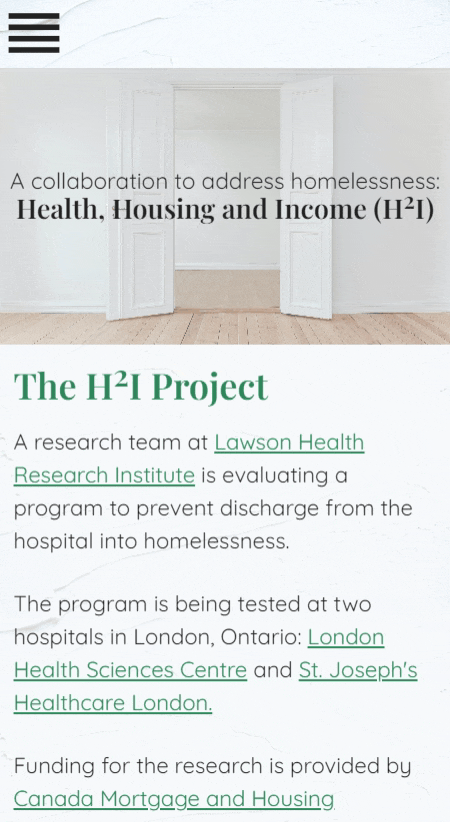 A collaboration to address homelessness:
Health, Housing and Income (H²I)
The H²I Project
A research team at Lawson Health
Research Institute is evaluating a
program to prevent discharge from the
hospital into homelessness.
The program is being tested at two
hospitals in London, Ontario: London
Health Sciences Centre and St. Joseph's
Healthcare London.
Funding for the research is provided by
Canada Mortgage and Housing